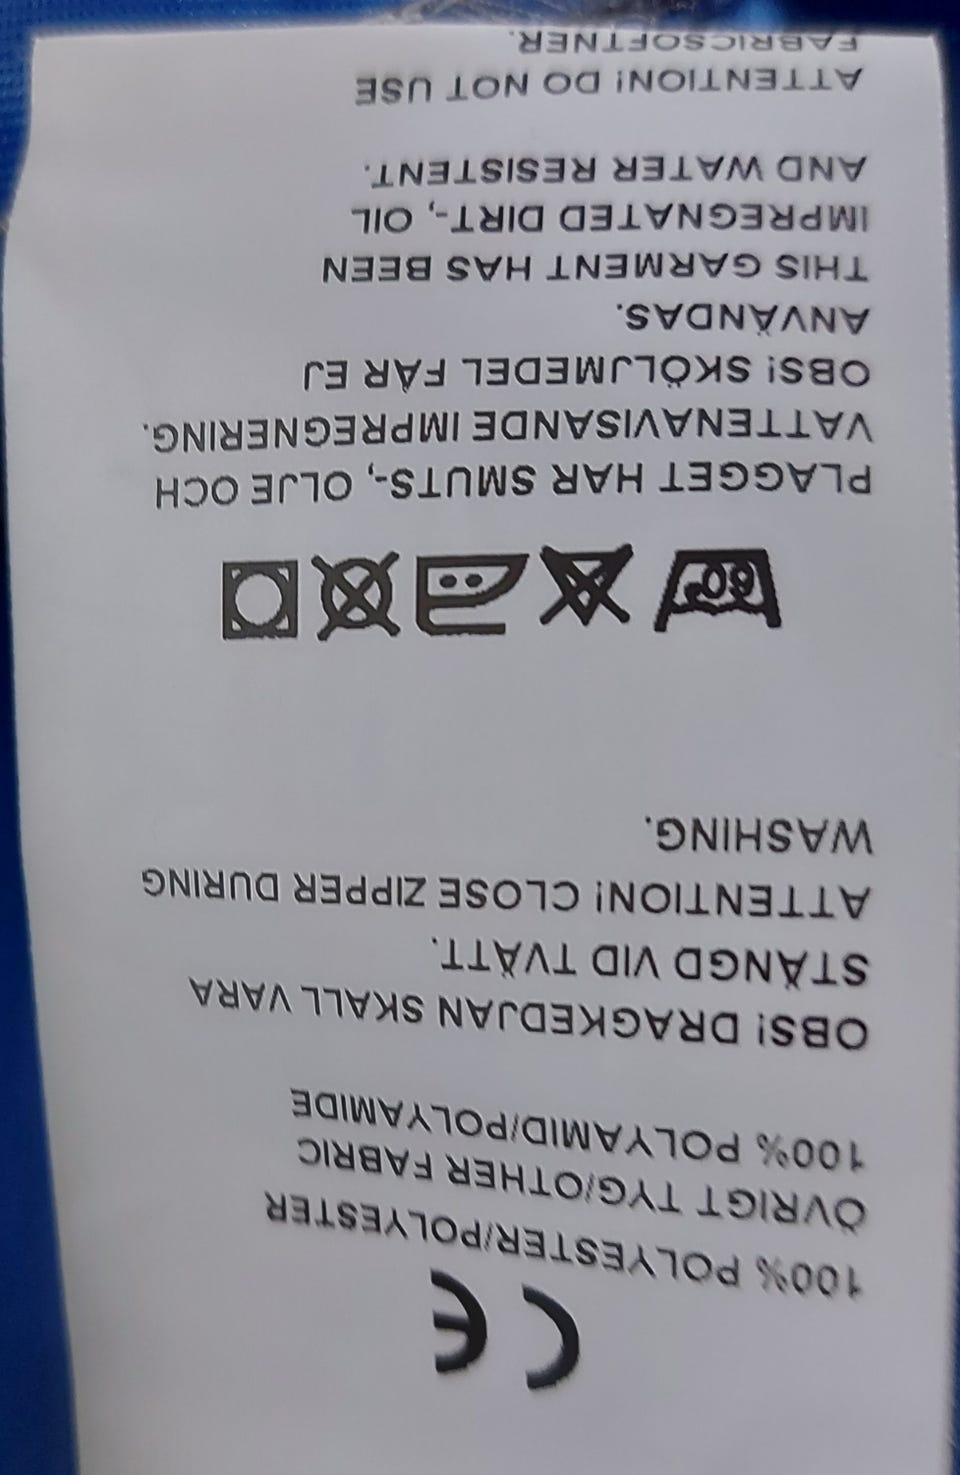 CE
100% POLYESTER/POLYESTER
ÖVRIGT TYG/OTHER FABRIC
100% POLYAMID/POLYAMIDE
OBS! DRAGKEDJAN SKALL VARA
STÄNGD VID TVÄTT.
ATTENTION! CLOSE ZIPPER DURING
WASHING.
60
PLAGGET HAR SMUTS-, OLJE OCH
VATTENAVISANDE IMPREGNERING.
OBS! SKÖLJMEDEL FÅR EJ
ANVÄNDAS.
THIS GARMENT HAS BEEN
IMPREGNATED DIRT-, OIL
AND WATER RESISTENT.
ATTENTION! DO NOT USE
FABRICSOFTNER.